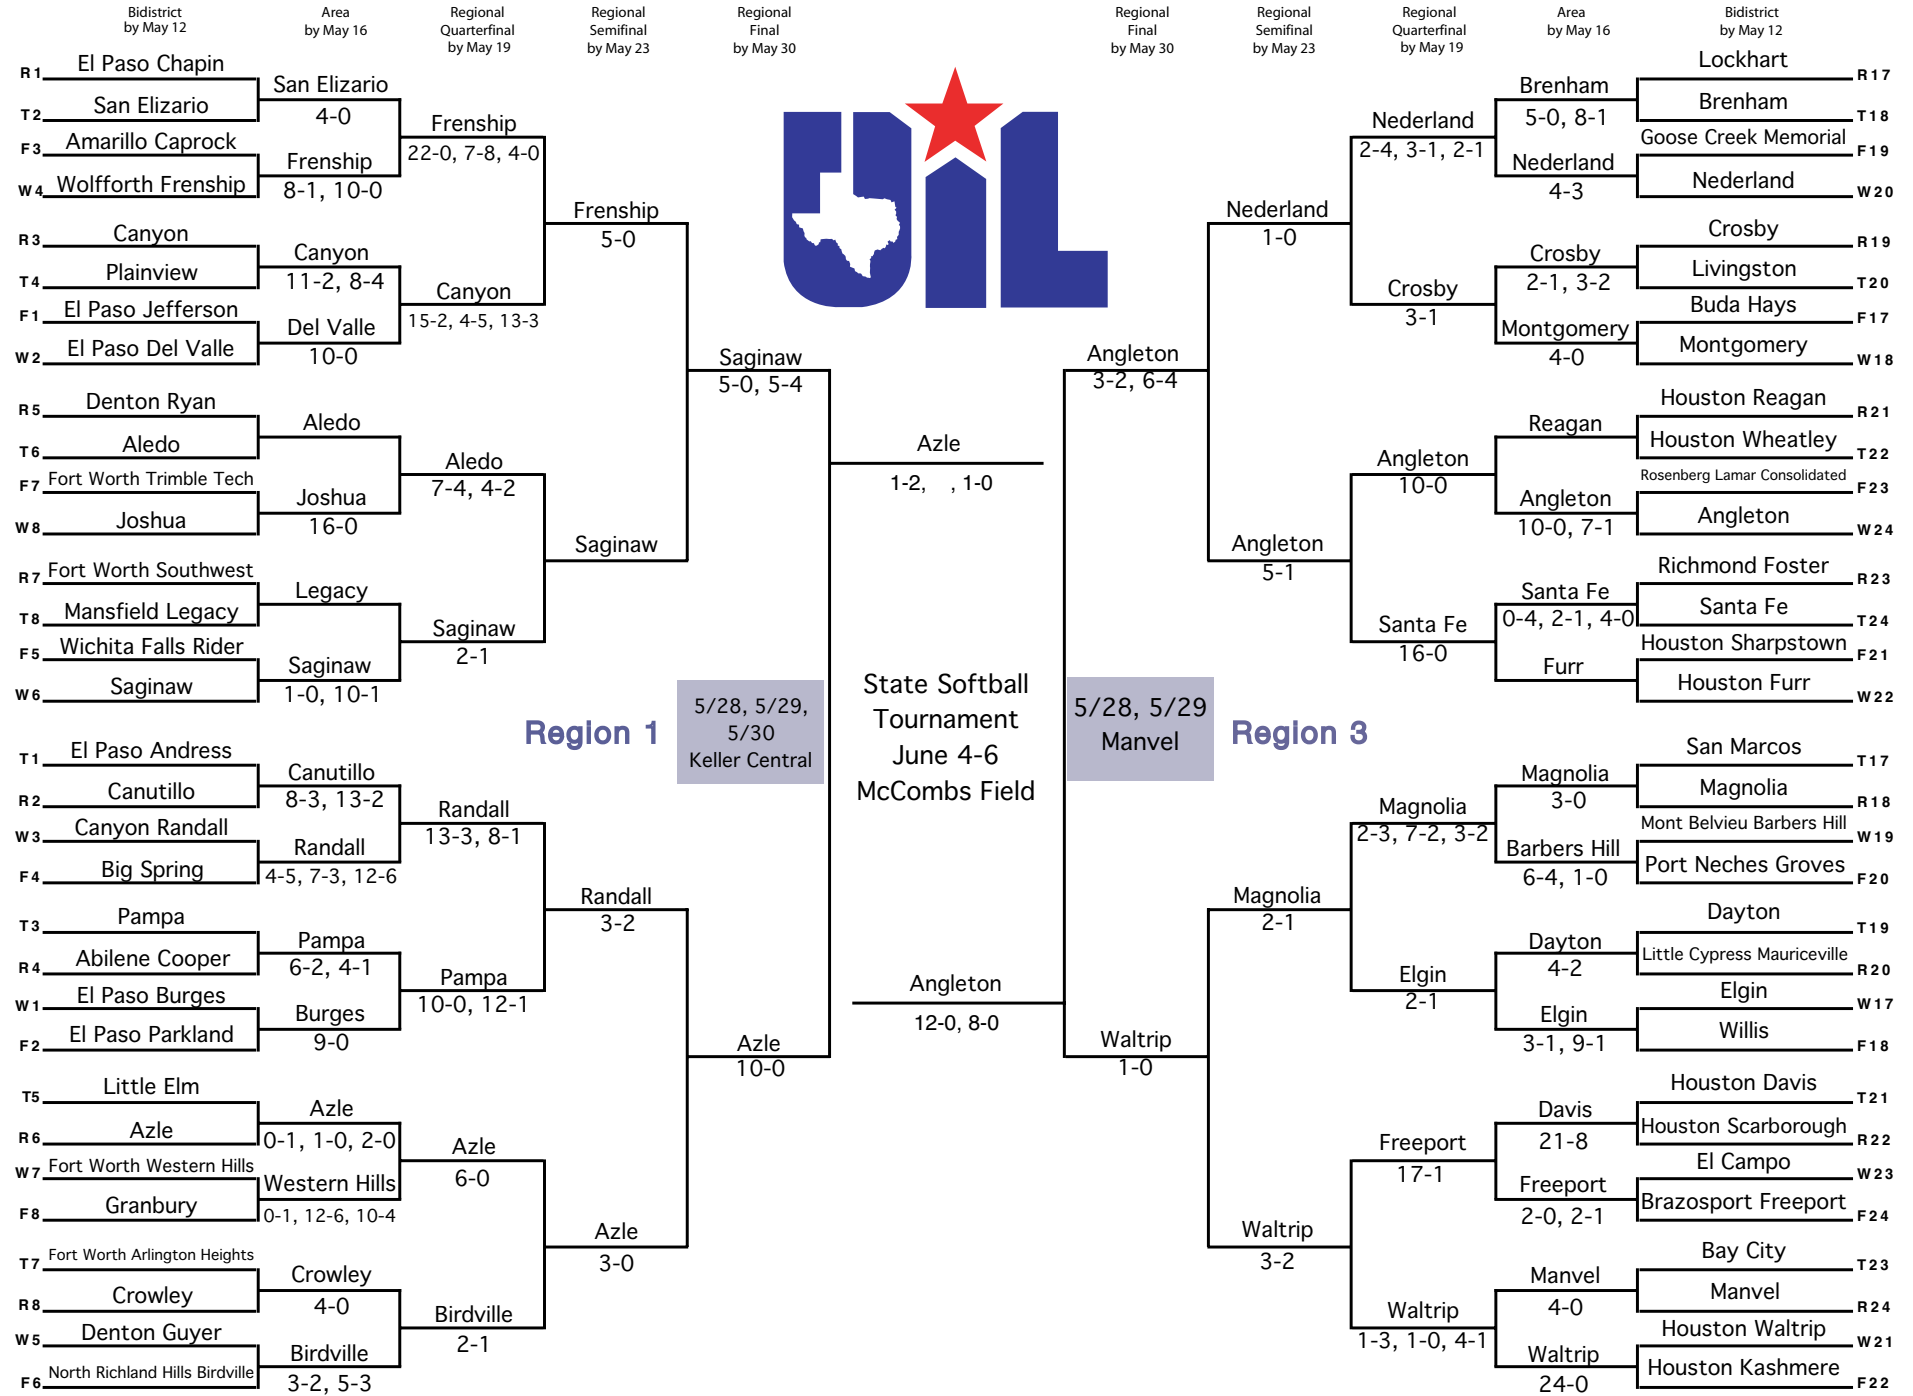 Bidistrict
by May 12
Area
by May 16
Regional
Quarterfinal
by May 19
Regional
Semifinal
by May 23
Regional
Final
by May 30
Regional
Final
by May 30
Regional
Semifinal
by May 23
Regional
Quarterfinal
by May 19
Area
by May 16
Bidistrict
by May 12
R1 El Paso Chapin
T2 San Elizario
F3 Amarillo Caprock
W4 Wolfforth Frenship
R3 Canyon
T4 Plainview
F1 El Paso Jefferson
W2 El Paso Del Valle
R5 Denton Ryan
T6 Aledo
F7 Fort Worth Trimble Tech
W8 Joshua
R7 Fort Worth Southwest
T8 Mansfield Legacy
F5 Wichita Falls Rider
W6 Saginaw
T1 El Paso Andress
R2 Canutillo
W3 Canyon Randall
F4 Big Spring
T3 Pampa
R4 Abilene Cooper
W1 El Paso Burges
F2 El Paso Parkland
T5 Little Elm
R6 Azle
W7 Fort Worth Western Hills
F8 Granbury
T7 Fort Worth Arlington Heights
R8 Crowley
W5 Denton Guyer
F6 North Richland Hills Birdville
San Elizario
4-0
Frenship
8-1, 10-0
Canyon
11-2, 8-4
Del Valle
10-0
Aledo
Joshua
16-0
Legacy
Saginaw
1-0, 10-1
Canutillo
8-3, 13-2
Randall
4-5, 7-3, 12-6
Pampa
6-2, 4-1
Burges
9-0
Azle
0-1, 1-0, 2-0
Western Hills
0-1, 12-6, 10-4
Crowley
4-0
Birdville
3-2, 5-3
Frenship
22-0, 7-8, 4-0
Canyon
15-2, 4-5, 13-3
Aledo
7-4, 4-2
Saginaw
2-1
Randall
13-3, 8-1
Pampa
10-0, 12-1
Azle
6-0
Birdville
2-1
Frenship
5-0
Saginaw
Randall
3-2
Azle
3-0
Saginaw
5-0, 5-4
Azle
10-0
Region 1
5/28, 5/29,
5/30
Keller Central
UIL
Azle
1-2, , 1-0
State Softball
Tournament
June 4-6
McCombs Field
Angleton
12-0, 8-0
5/28, 5/29
Manvel
Region 3
Angleton
3-2, 6-4
Waltrip
1-0
Nederland
1-0
Angleton
5-1
Magnolia
2-1
Waltrip
3-2
Nederland
2-4, 3-1, 2-1
Crosby
3-1
Angleton
10-0
Santa Fe
16-0
Magnolia
2-3, 7-2, 3-2
Elgin
2-1
Freeport
17-1
Waltrip
1-3, 1-0, 4-1
Brenham
5-0, 8-1
Nederland
4-3
Crosby
2-1, 3-2
Montgomery
4-0
Reagan
Angleton
10-0, 7-1
Santa Fe
0-4, 2-1, 4-0
Furr
Magnolia
3-0
Barbers Hill
6-4, 1-0
Dayton
4-2
Elgin
3-1, 9-1
Davis
21-8
Freeport
2-0, 2-1
Manvel
4-0
Waltrip
24-0
Lockhart R17
Brenham T18
Goose Creek Memorial F19
Nederland W20
Crosby R19
Livingston T20
Buda Hays F17
Montgomery W18
Houston Reagan R21
Houston Wheatley T22
Rosenberg Lamar Consolidated F23
Angleton W24
Richmond Foster R23
Santa Fe T24
Houston Sharpstown F21
Houston Furr W22
San Marcos T17
Magnolia R18
Mont Belvieu Barbers Hill W19
Port Neches Groves F20
Dayton T19
Little Cypress Mauriceville R20
Elgin W17
Willis F18
Houston Davis T21
Houston Scarborough R22
El Campo W23
Brazosport Freeport F24
Bay City T23
Manvel R24
Houston Waltrip W21
Houston Kashmere F22